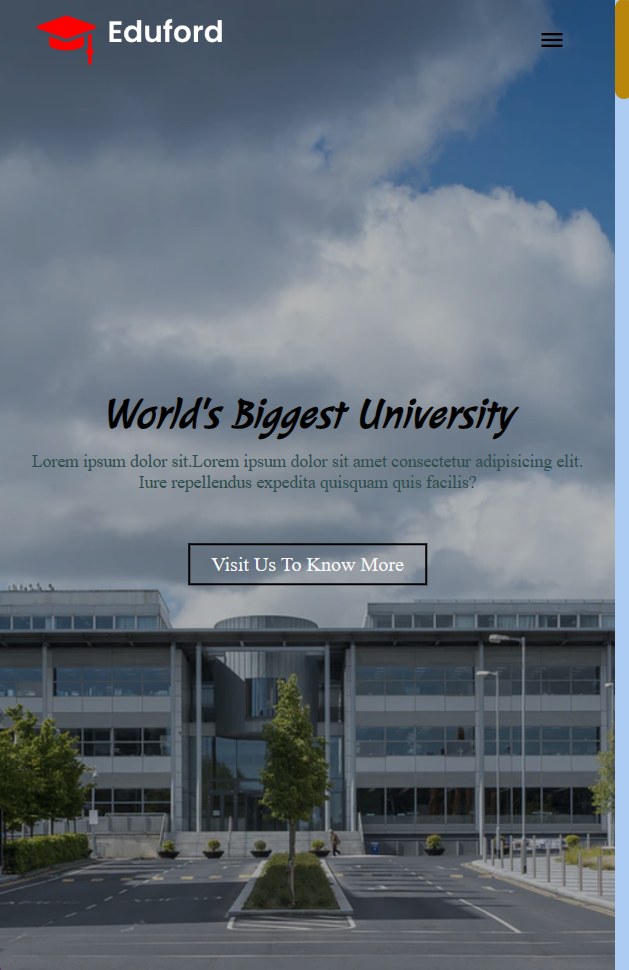 Eduford
World's Biggest University
Lorem ipsum dolor sit.Lorem ipsum dolor sit amet consectetur adipisicing elit.
Iure repellendus expedita quisquam quis facilis?
Visit Us To Know More